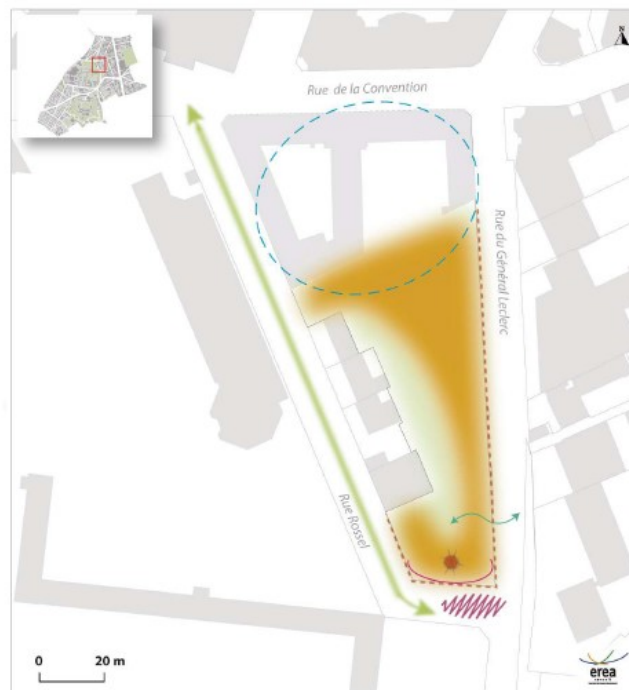 N
Rue de la Convention
Rue du Général Leclerc
Rue Rossel
0 20 m
erea